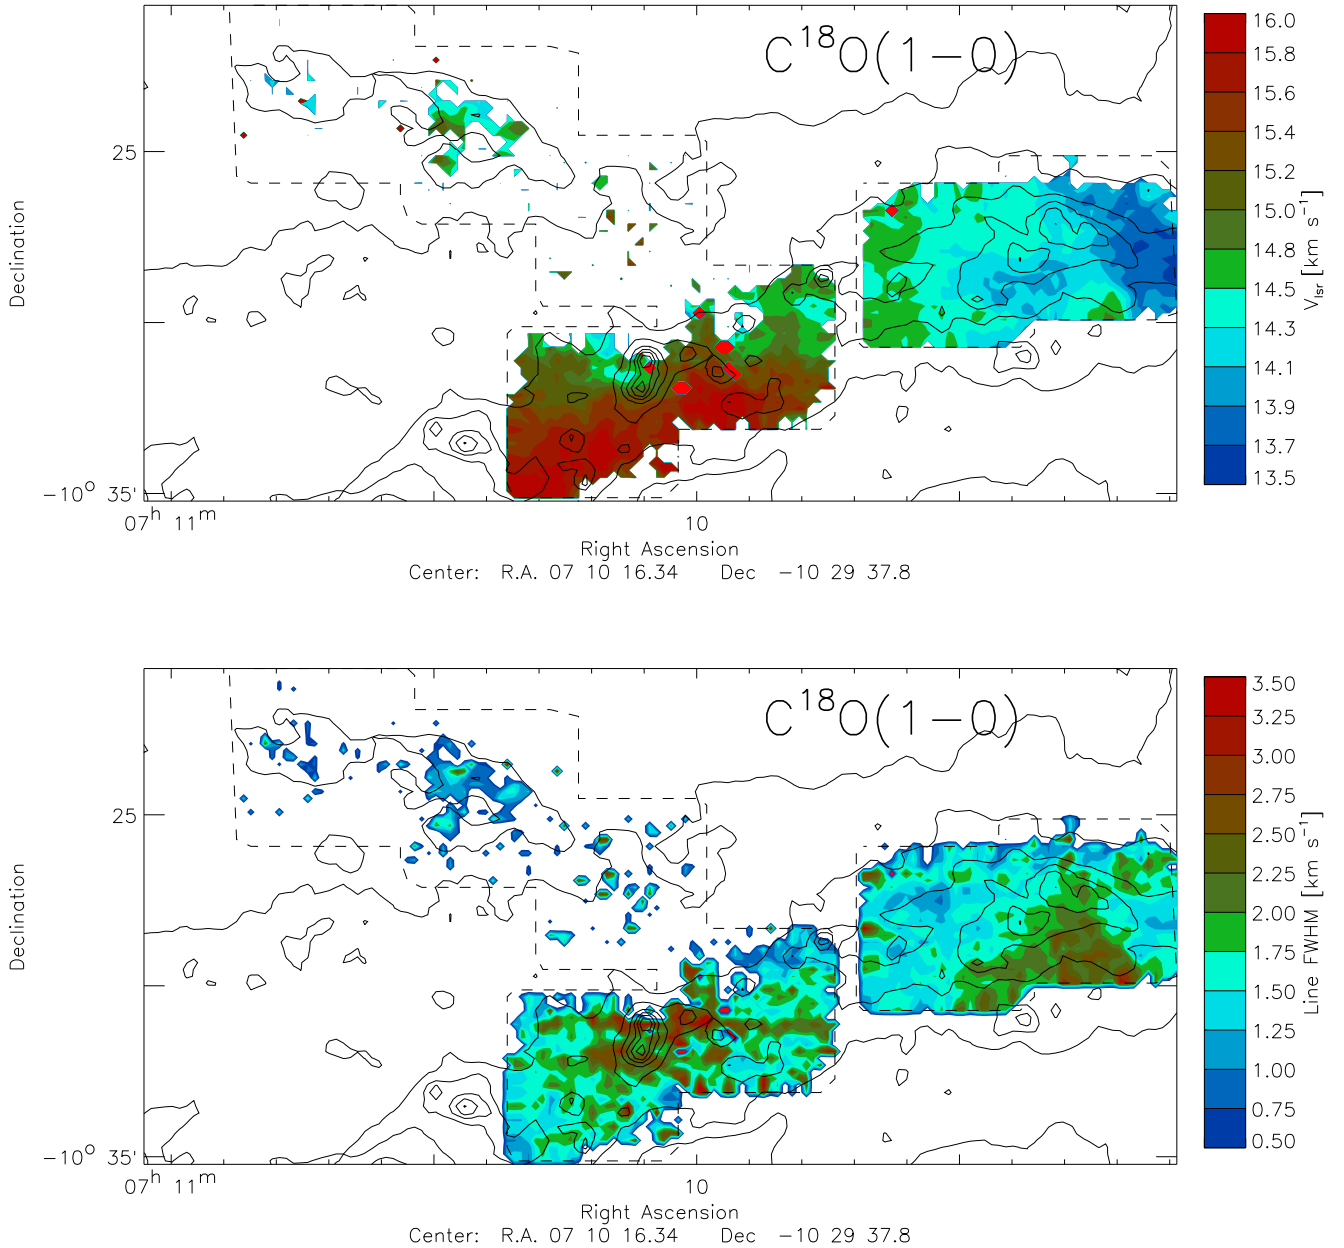 C18O(1−0)
Declination
25
−10° 35'
07h 11m
10
Right Ascension
Center: R.A. 07 10 16.34 Dec −10 29 37.8
16.0
15.8
15.6
15.4
15.2
15.0
14.8
14.5
14.3
14.1
13.9
13.7
13.5
Vlsr [km s−1]
C18O(1−0)
Declination
25
−10° 35'
07h 11m
10
Right Ascension
Center: R.A. 07 10 16.34 Dec −10 29 37.8
3.50
3.25
3.00
2.75
2.50
2.25
2.00
1.75
1.50
1.25
1.00
0.75
0.50
Line FWHM [km s−1]